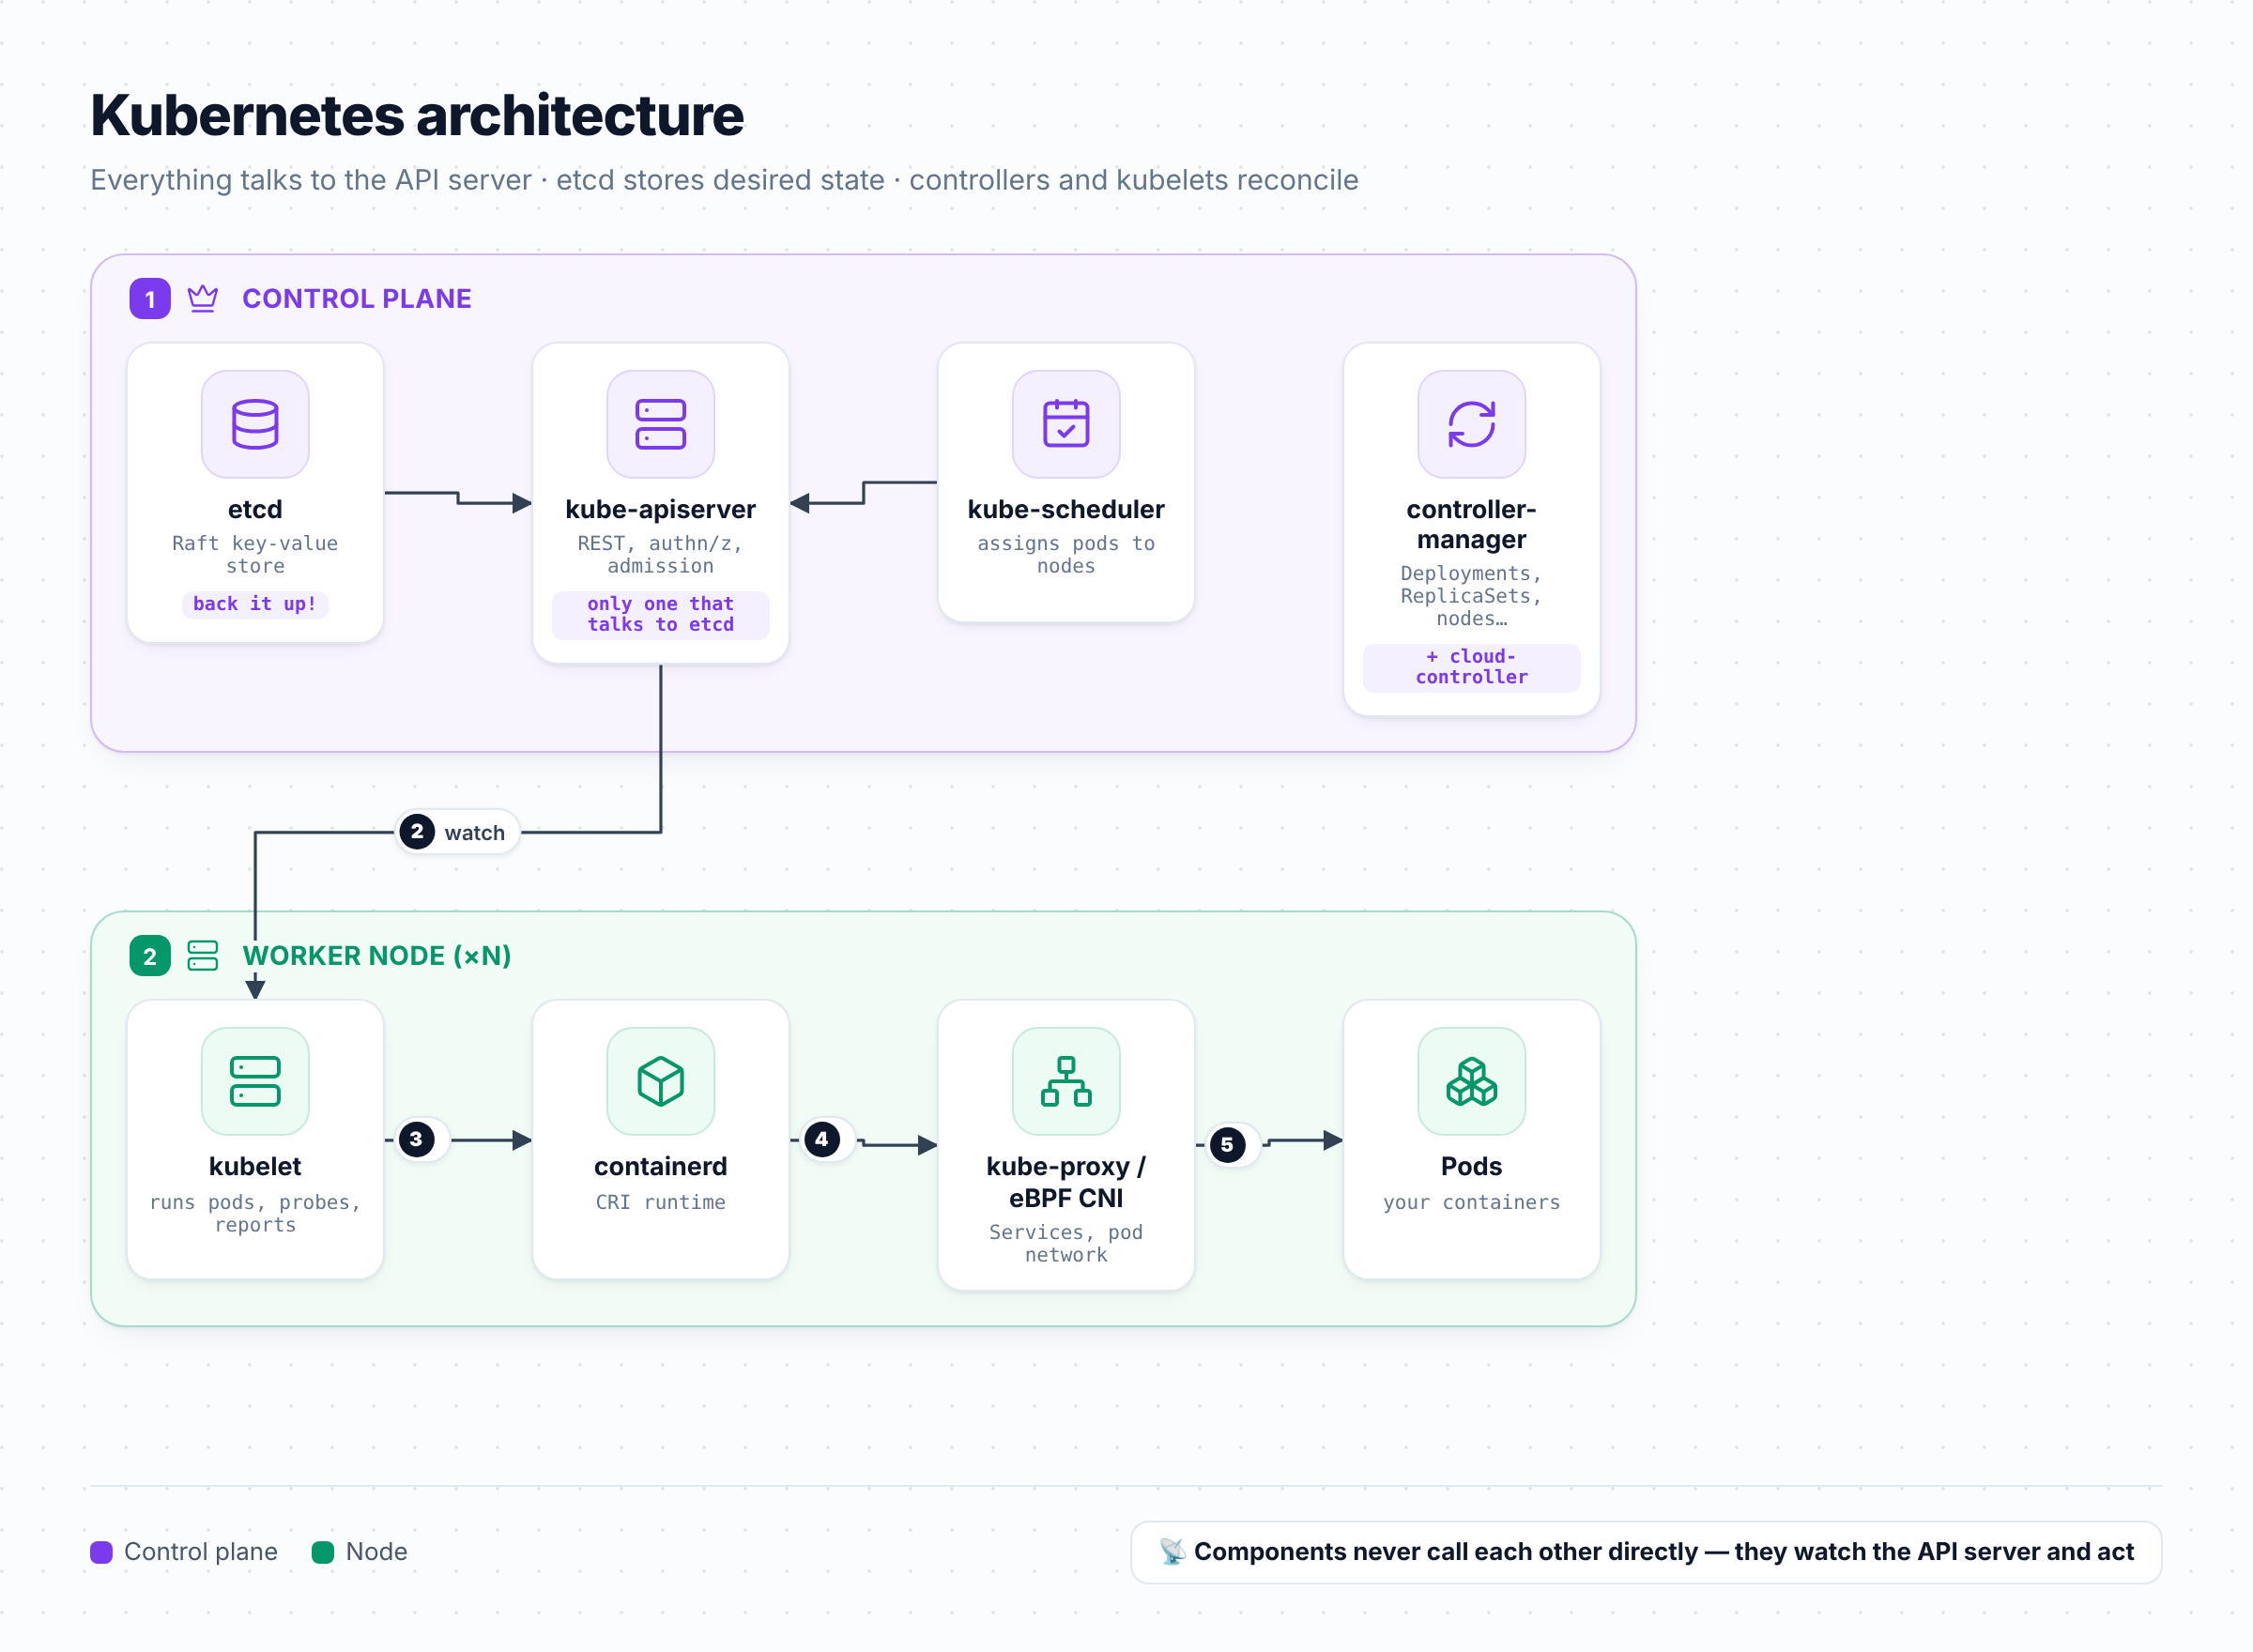 Kubernetes architecture
Everything talks to the API server · etcd stores desired state · controllers and kubelets reconcile
1 CONTROL PLANE
etcd
Raft key-value
store
back it up!
kube-apiserver
REST, authn/z,
admission
only one that
talks to etcd
kube-scheduler
assigns pods to
nodes
controller-
manager
Deployments,
ReplicaSets,
nodes…
+ cloud-
controller
2 watch
2 WORKER NODE (×N)
kubelet
runs pods, probes,
reports
3
containerd
CRI runtime
4
kube-proxy /
eBPF CNI
Services, pod
network
5
Pods
your containers
Control plane
Node
📡 Components never call each other directly — they watch the API server and act